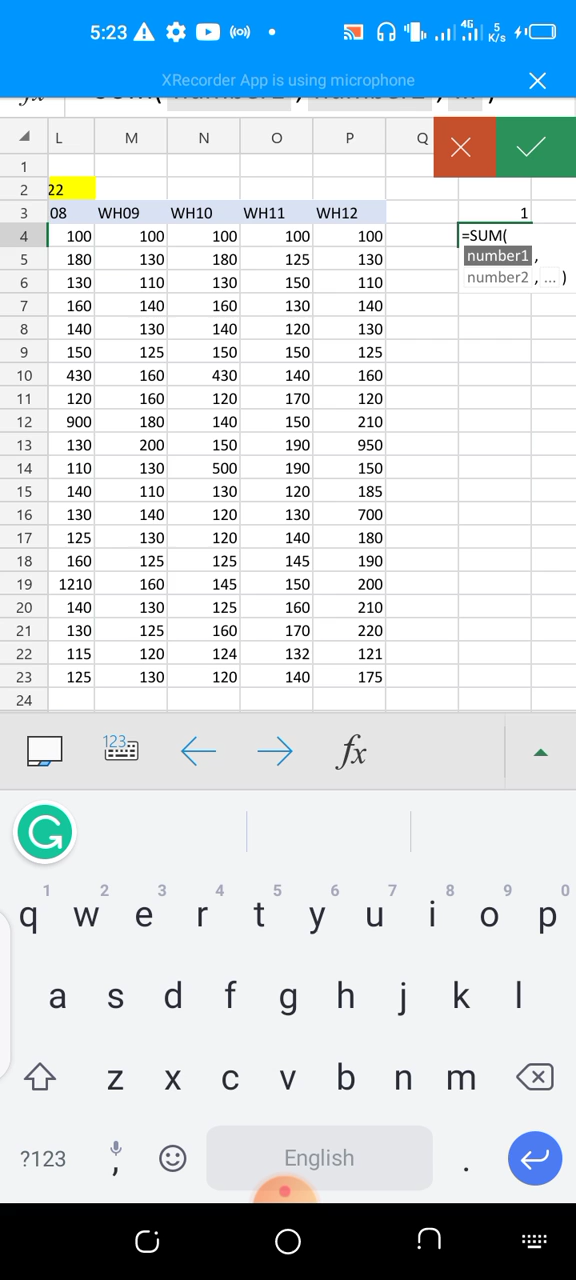 5:23 4G 5 K/s
XRecorder App is using microphone
L M N O P Q
1
2 22
3 08 WH09 WH10 WH11 WH12 1
4 100 100 100 100 100 =SUM(
5 180 130 180 125 130 number1 ,
6 130 110 130 150 110 number2 , ... )
7 160 140 160 130 140
8 140 130 140 120 130
9 150 125 150 150 125
10 430 160 430 140 160
11 120 160 120 170 120
12 900 180 140 150 210
13 130 200 150 190 950
14 110 130 500 190 150
15 140 110 130 120 185
16 130 140 120 130 700
17 125 130 120 140 180
18 160 125 125 145 190
19 1210 160 145 150 200
20 140 130 125 160 210
21 130 125 160 170 220
22 115 120 124 132 121
23 125 130 120 140 175
24
123 fx
G
1 2 3 4 5 6 7 8 9 0
q w e r t y u i o p
a s d f g h j k l
z x c v b n m
?123 , English .